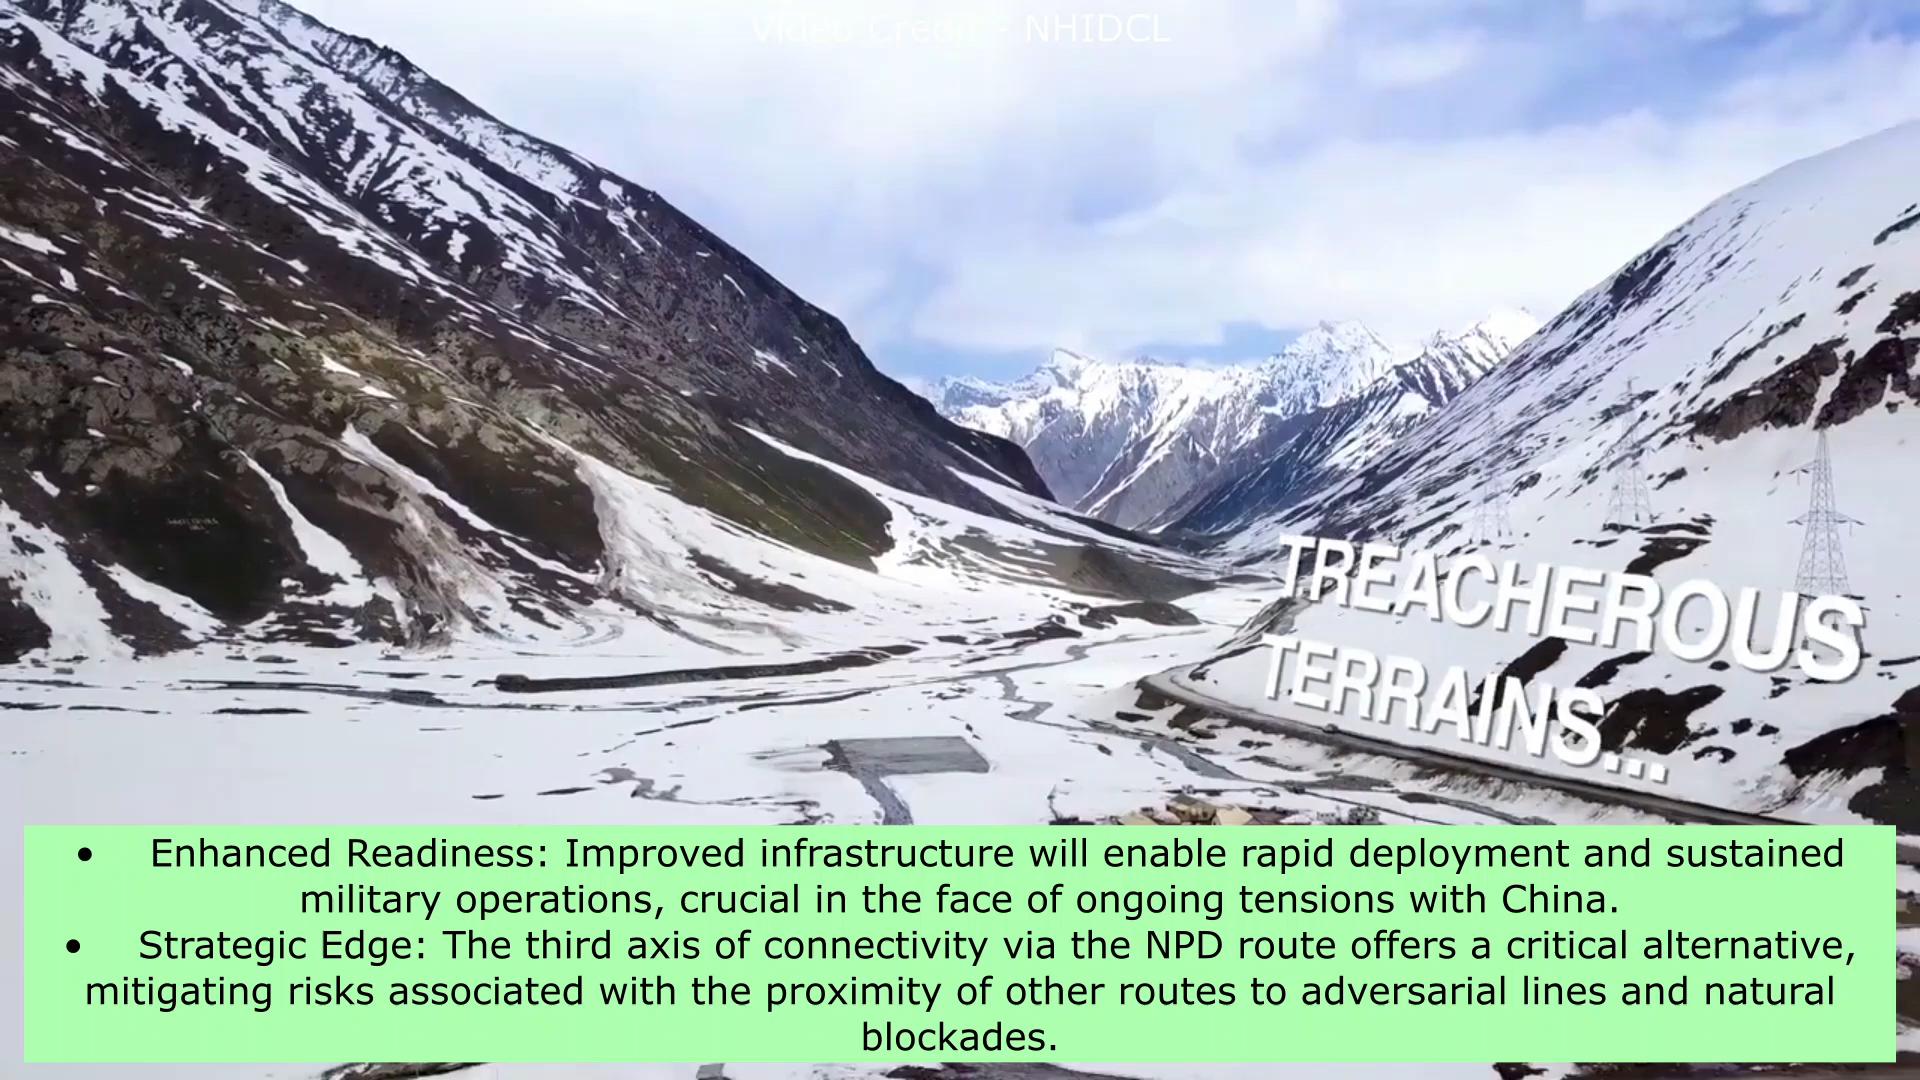 Video Credit - NHIDCL
TREACHEROUS
TERRAINS...
• Enhanced Readiness: Improved infrastructure will enable rapid deployment and sustained
military operations, crucial in the face of ongoing tensions with China.
• Strategic Edge: The third axis of connectivity via the NPD route offers a critical alternative,
mitigating risks associated with the proximity of other routes to adversarial lines and natural
blockades.